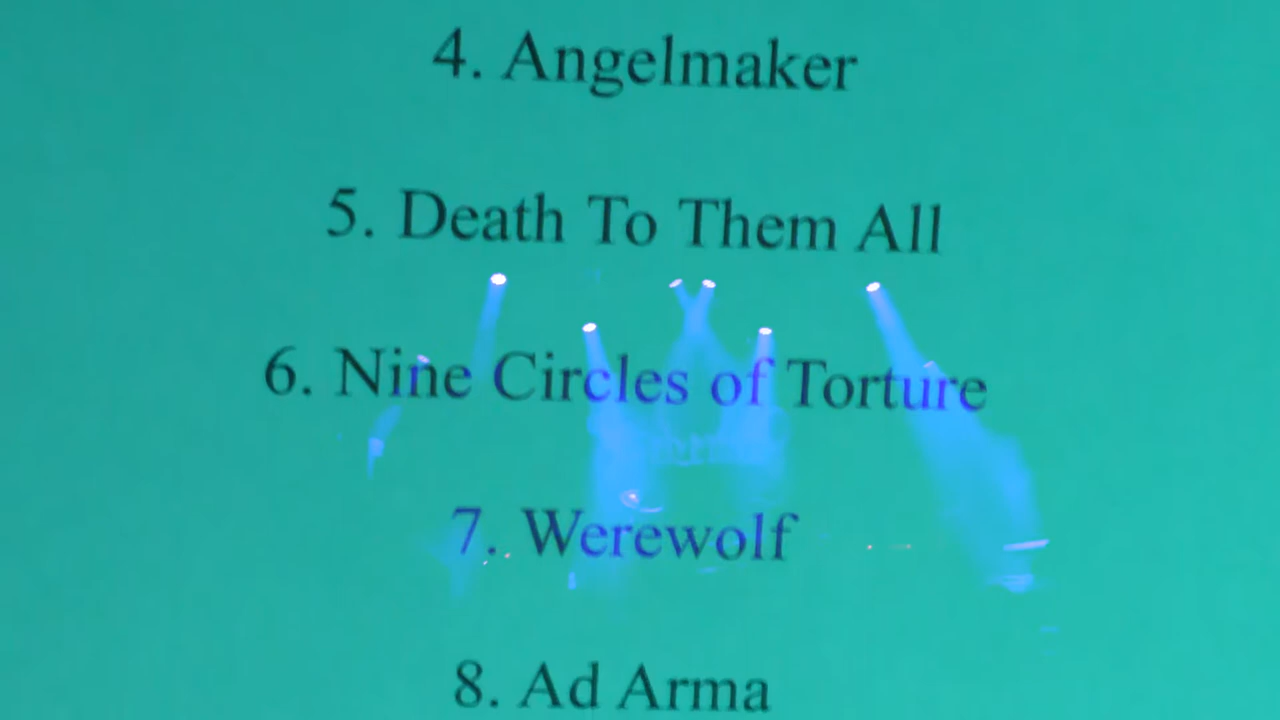 4. Angelmaker
5. Death To Them All
6. Nine Circles of Torture
7. Werewolf
8. Ad Arma